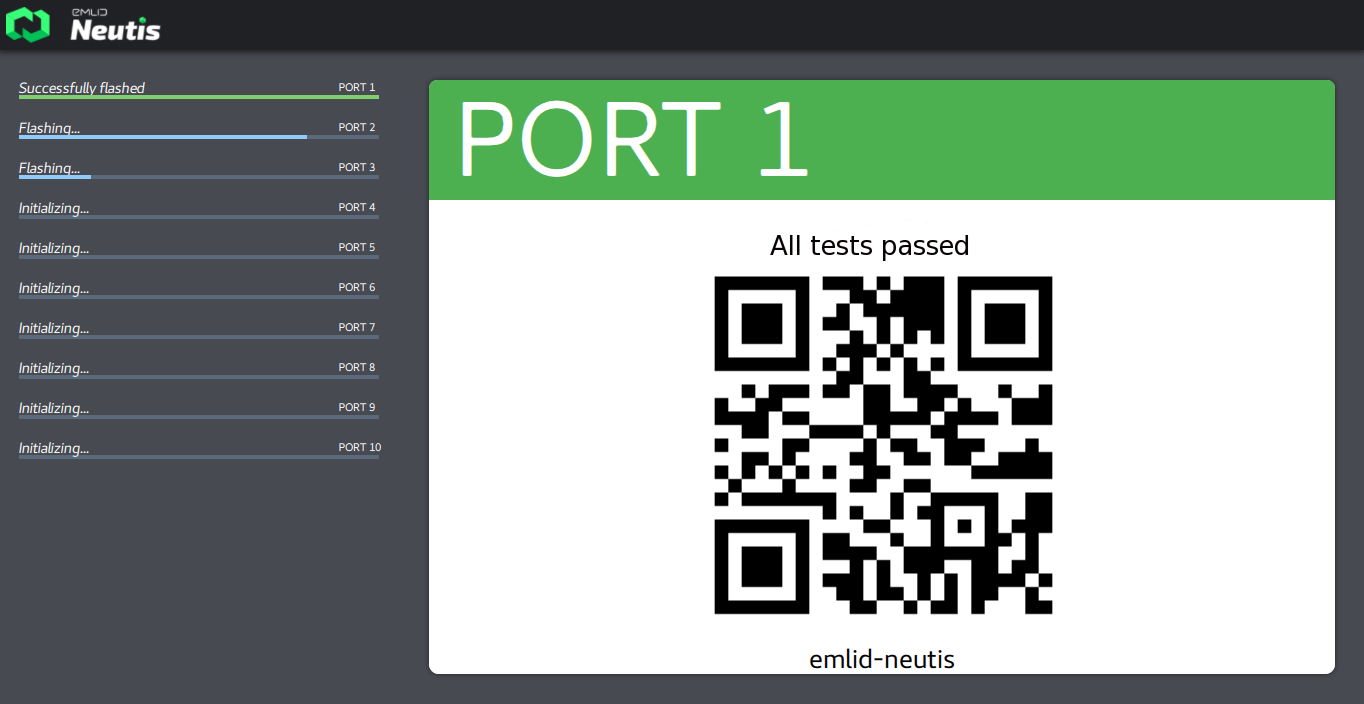 EMLID
Neutis
Successfully flashed PORT 1
Flashing... PORT 2
Flashing... PORT 3
Initializing... PORT 4
Initializing... PORT 5
Initializing... PORT 6
Initializing... PORT 7
Initializing... PORT 8
Initializing... PORT 9
Initializing... PORT 10
PORT 1
All tests passed
emlid-neutis